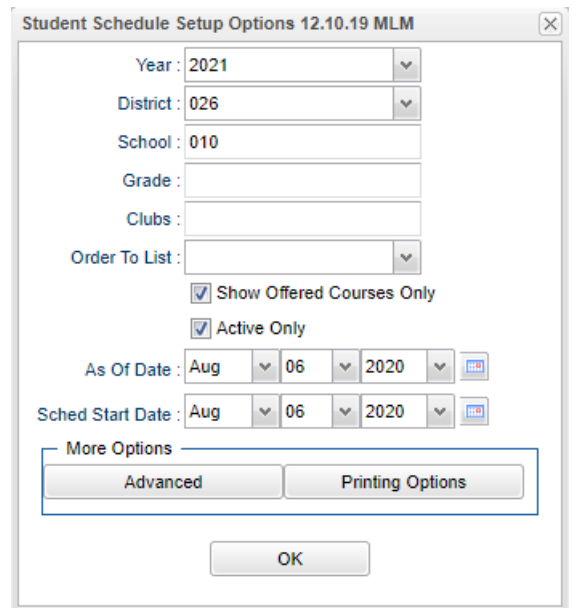 Student Schedule Setup Options 12.10.19 MLM
Year : 2021
District : 026
School : 010
Grade :
Clubs :
Order To List :
Show Offered Courses Only
Active Only
As Of Date : Aug 06 2020
Sched Start Date : Aug 06 2020
More Options
Advanced Printing Options
OK